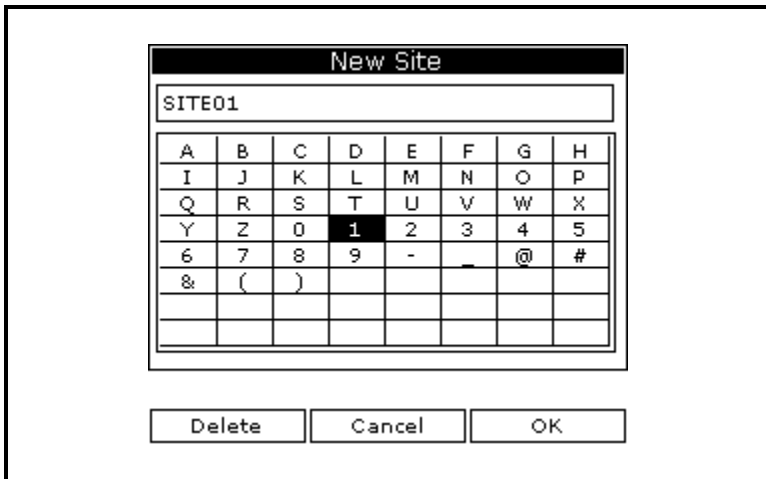 New Site
SITE01
A B C D E F G H
I J K L M N O P
Q R S T U V W X
Y Z 0 1 2 3 4 5
6 7 8 9 - _ @ #
& ( )
Delete Cancel OK